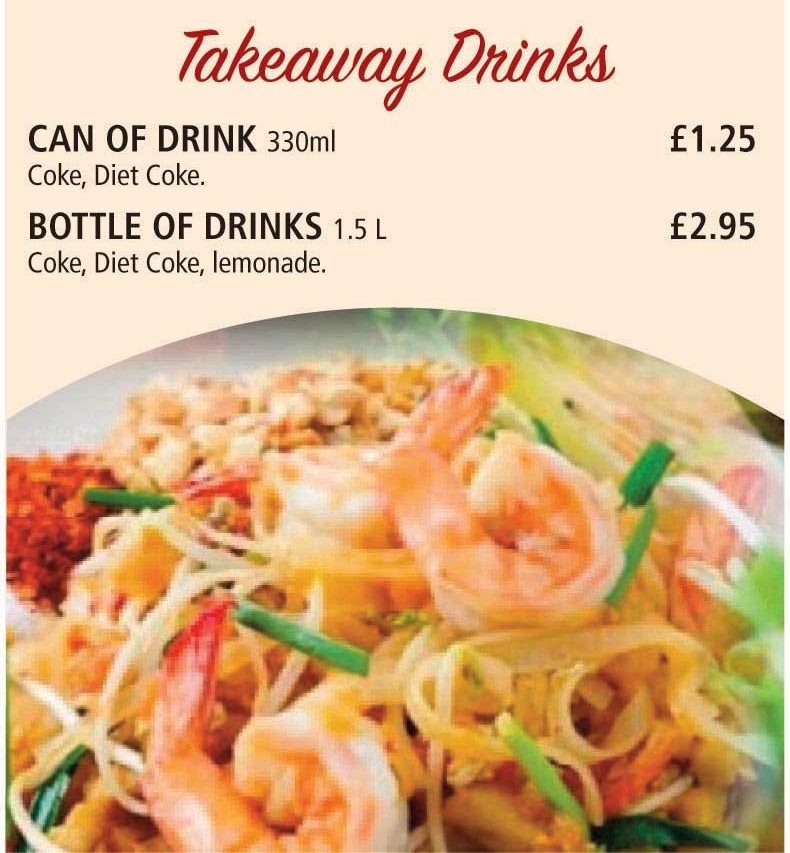 Takeaway Drinks
CAN OF DRINK 330ml £1.25
Coke, Diet Coke.
BOTTLE OF DRINKS 1.5 L £2.95
Coke, Diet Coke, lemonade.